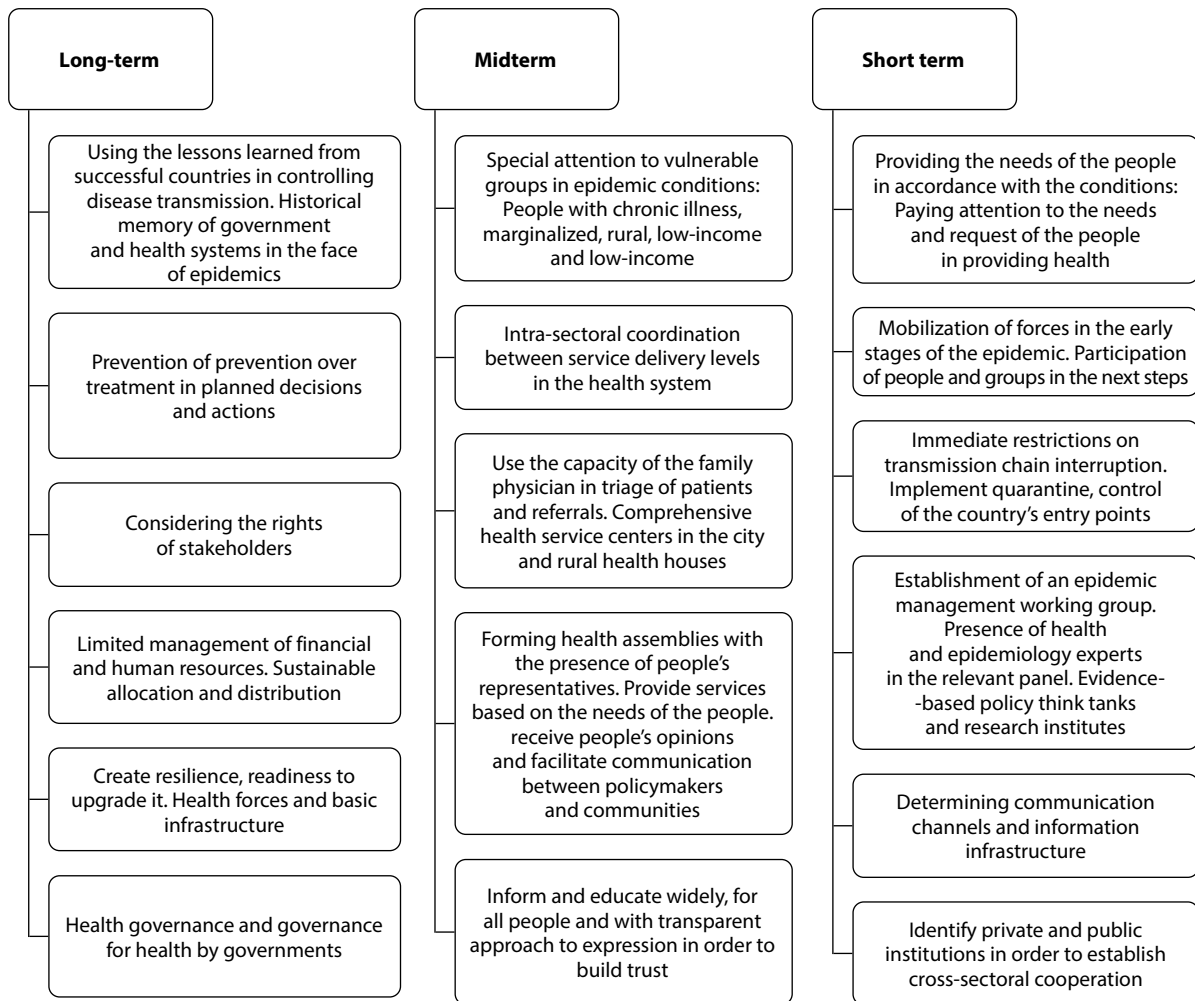 Long-term
Using the lessons learned from
successful countries in controlling
disease transmission. Historical
memory of government
and health systems in the face
of epidemics
Prevention of prevention over
treatment in planned decisions
and actions
Considering the rights
of stakeholders
Limited management of financial
and human resources. Sustainable
allocation and distribution
Create resilience, readiness to
upgrade it. Health forces and basic
infrastructure
Health governance and governance
for health by governments
Midterm
Special attention to vulnerable
groups in epidemic conditions:
People with chronic illness,
marginalized, rural, low-income
and low-income
Intra-sectoral coordination
between service delivery levels
in the health system
Use the capacity of the family
physician in triage of patients
and referrals. Comprehensive
health service centers in the city
and rural health houses
Forming health assemblies with
the presence of people's
representatives. Provide services
based on the needs of the people.
receive people's opinions
and facilitate communication
between policymakers
and communities
Inform and educate widely, for
all people and with transparent
approach to expression in order to
build trust
Short term
Providing the needs of the people
in accordance with the conditions:
Paying attention to the needs
and request of the people
in providing health
Mobilization of forces in the early
stages of the epidemic. Participation
of people and groups in the next steps
Immediate restrictions on
transmission chain interruption.
Implement quarantine, control
of the country's entry points
Establishment of an epidemic
management working group.
Presence of health
and epidemiology experts
in the relevant panel. Evidence-
-based policy think tanks
and research institutes
Determining communication
channels and information
infrastructure
Identify private and public
institutions in order to establish
cross-sectoral cooperation